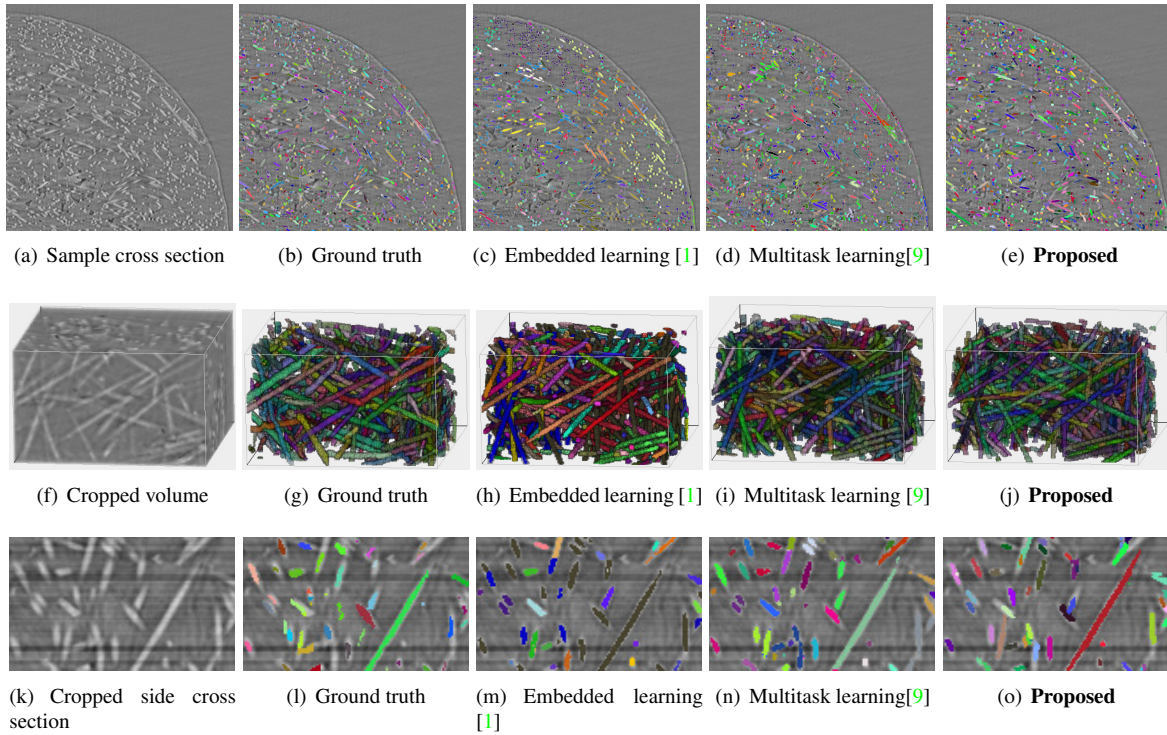 (a) Sample cross section
(b) Ground truth
(c) Embedded learning [1]
(d) Multitask learning[9]
(e) Proposed
(f) Cropped volume
(g) Ground truth
(h) Embedded learning [1]
(i) Multitask learning [9]
(j) Proposed
(k) Cropped side cross
section
(l) Ground truth
(m) Embedded learning
[1]
(n) Multitask learning[9]
(o) Proposed